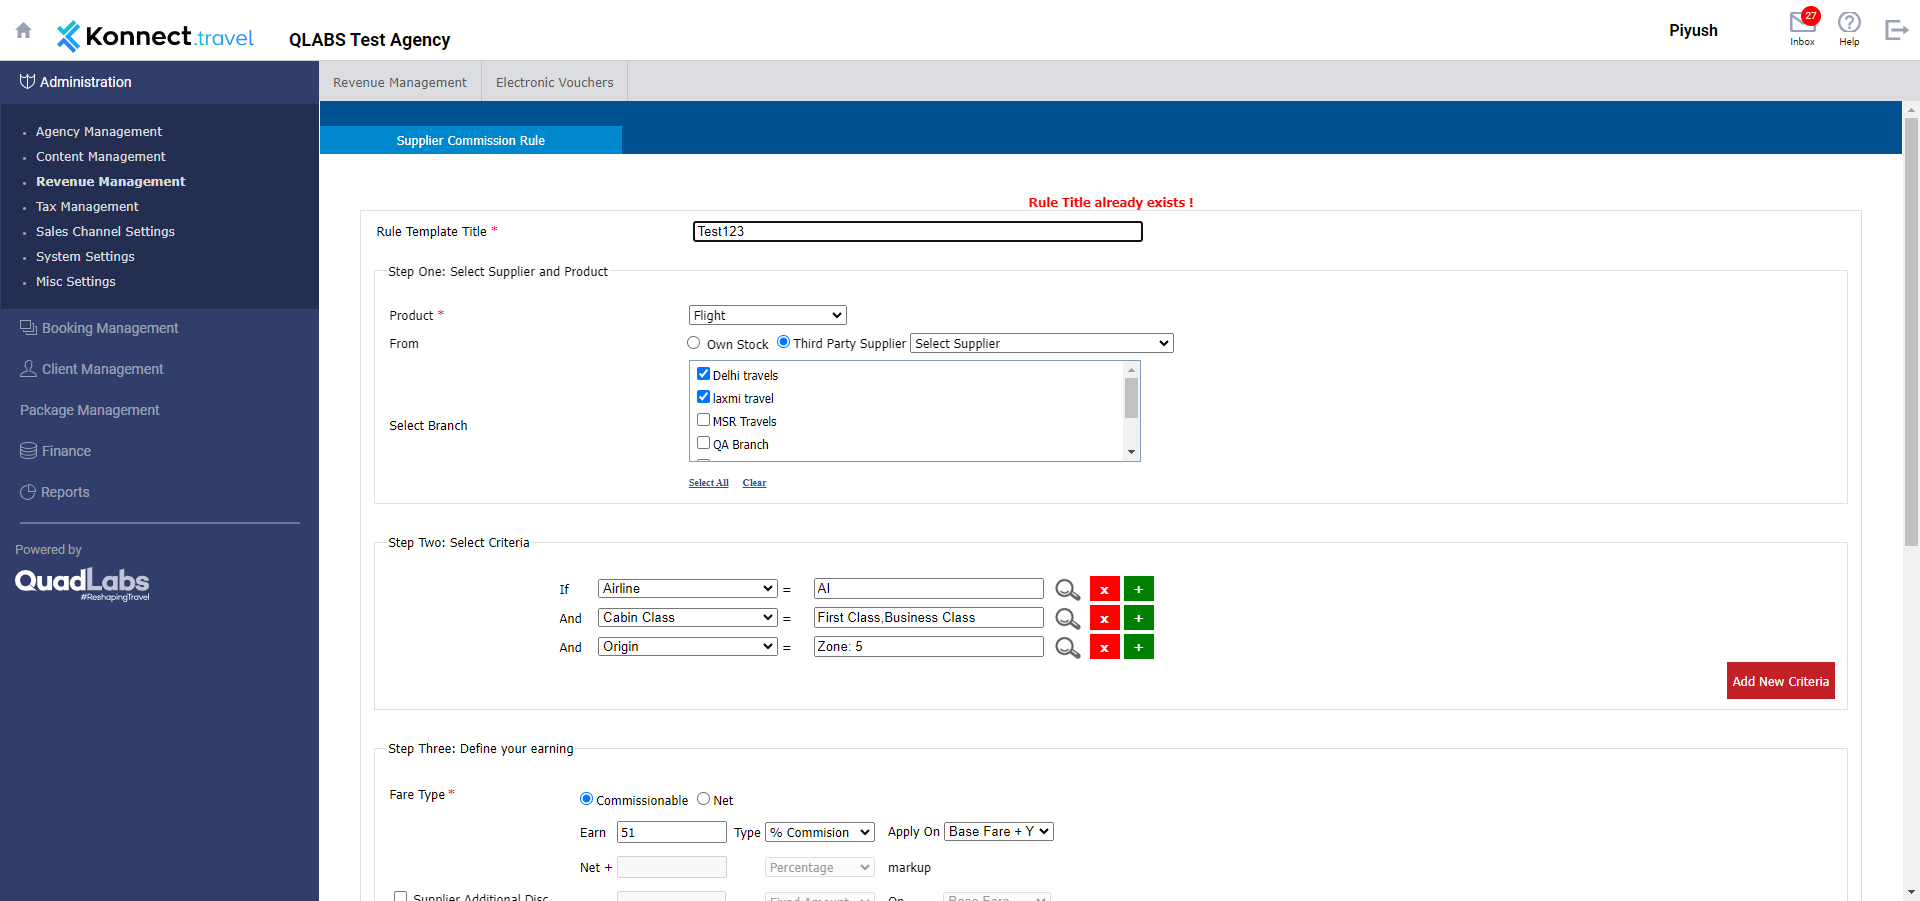 Konnect.travel
QLABS Test Agency
Piyush
27
Inbox
Help
Administration
Agency Management
Content Management
Revenue Management
Tax Management
Sales Channel Settings
System Settings
Misc Settings
Booking Management
Client Management
Package Management
Finance
Reports
Powered by
QuadLabs
#ReshapingTravel
Revenue Management
Electronic Vouchers
Supplier Commission Rule
Rule Title already exists !
Rule Template Title * Test123
Step One: Select Supplier and Product
Product * Flight
From Own Stock Third Party Supplier Select Supplier
Delhi travels
laxmi travel
MSR Travels
Select Branch
QA Branch
Select All Clear
Step Two: Select Criteria
If Airline = AI x +
And Cabin Class = First Class,Business Class x +
And Origin = Zone: 5 x +
Add New Criteria
Step Three: Define your earning
Fare Type * Commissionable Net
Earn 51 Type % Commision Apply On Base Fare + Y
Net + Percentage markup
Supplier Additional Disc Fixed Amount On Base Fare